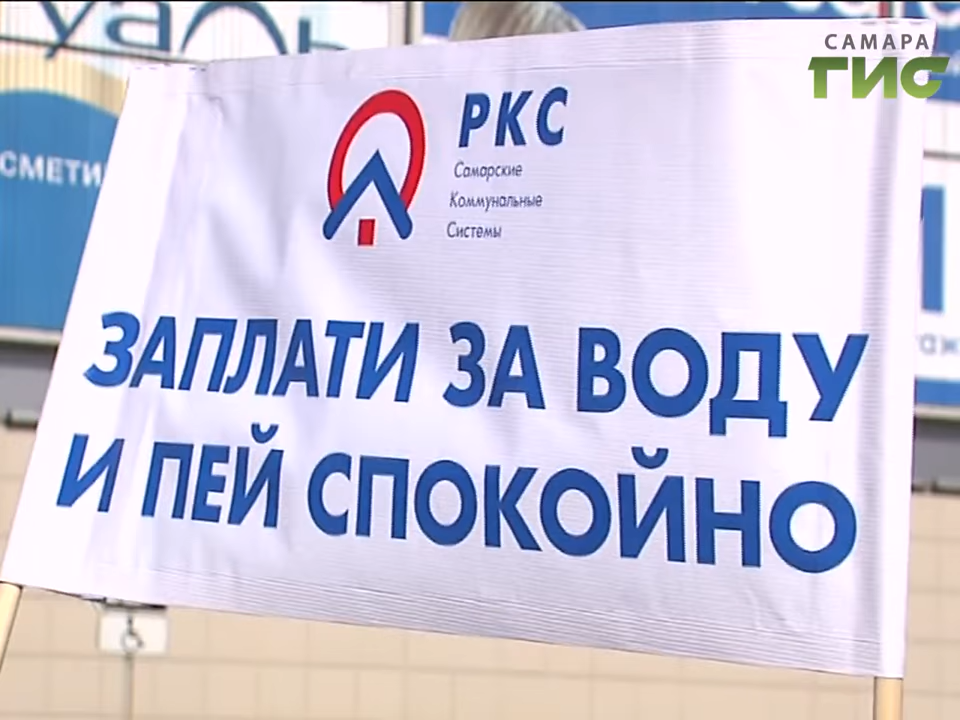 САМАРА
ГИС
РКС
Самарские
Коммунальные
Системы
ЗАПЛАТИ ЗА ВОДУ
И ПЕЙ СПОКОЙНО